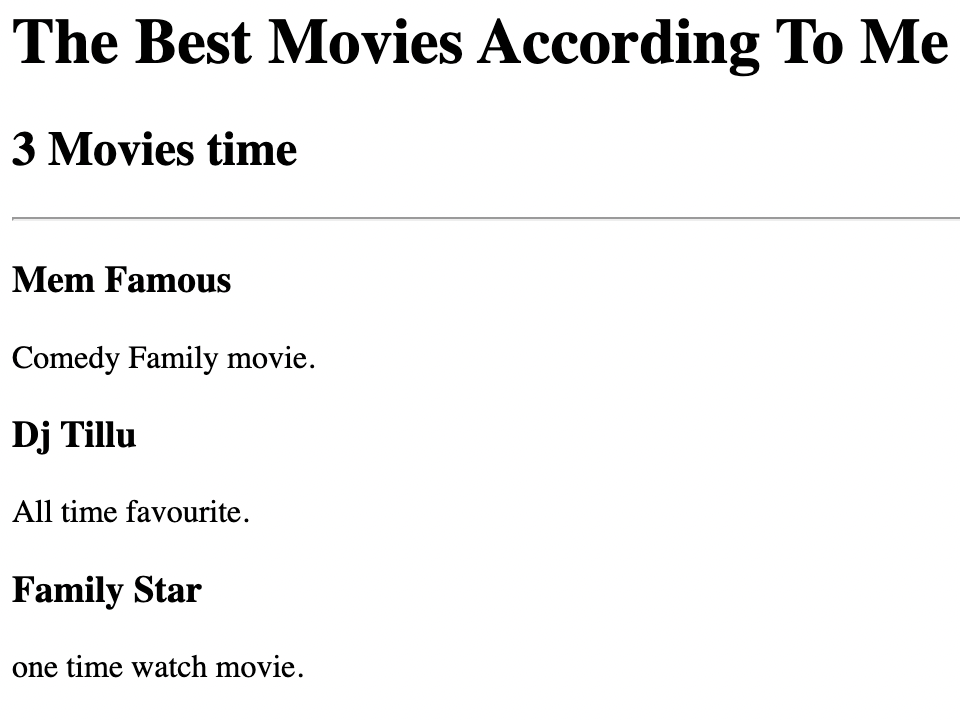 The Best Movies According To Me
3 Movies time
Mem Famous
Comedy Family movie.
Dj Tillu
All time favourite.
Family Star
one time watch movie.